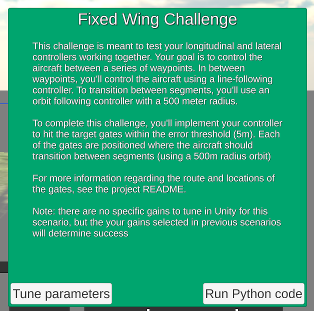 Fixed Wing Challenge
This challenge is meant to test your longitudinal and lateral
controllers working together. Your goal is to control the
aircraft between a series of waypoints. In between
waypoints, you'll control the aircraft using a line-following
controller. To transition between segments, you'll use an
orbit following controller with a 500 meter radius.
To complete this challenge, you'll implement your controller
to hit the target gates within the error threshold (5m). Each
of the gates are positioned where the aircraft should
transition between segments (using a 500m radius orbit)
For more information regarding the route and locations of
the gates, see the project README.
Note: there are no specific gains to tune in Unity for this
scenario, but the your gains selected in previous scenarios
will determine success
Tune parameters
Run Python code